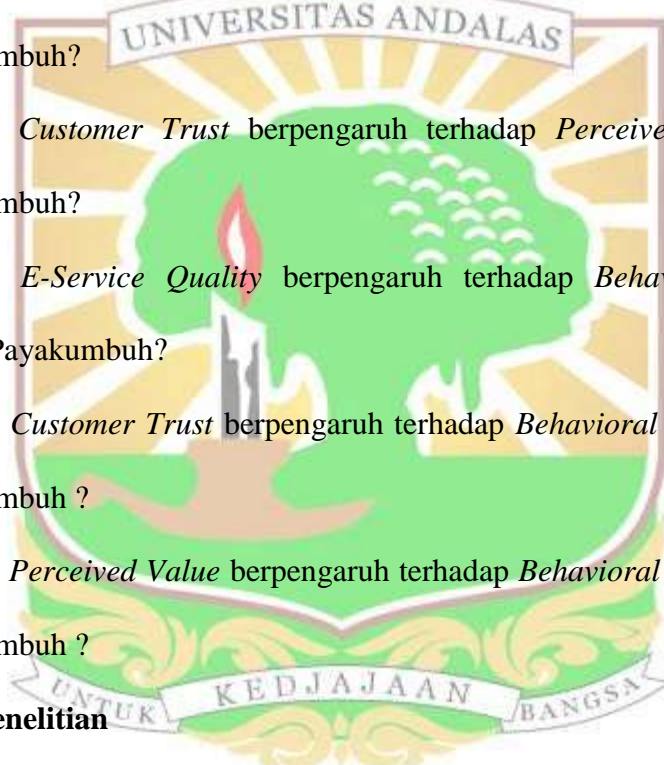 UNIVERSITAS ANDALAS
mbuh?
Customer Trust berpengaruh terhadap Perceive
mbuh?
E-Service Quality berpengaruh terhadap Behav
Payakumbuh?
Customer Trust berpengaruh terhadap Behavioral
mbuh ?
Perceived Value berpengaruh terhadap Behavioral
mbuh ?
UNTUK KEDJAJAAN BANGSA
enelitian